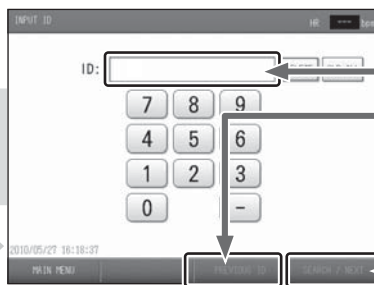 INPUT ID
HR --- bpm
ID:
7 8 9
4 5 6
1 2 3
0 -
2010/05/27 16:18:37
MAIN MENU PREVIOUS ID SEARCH / NEXT